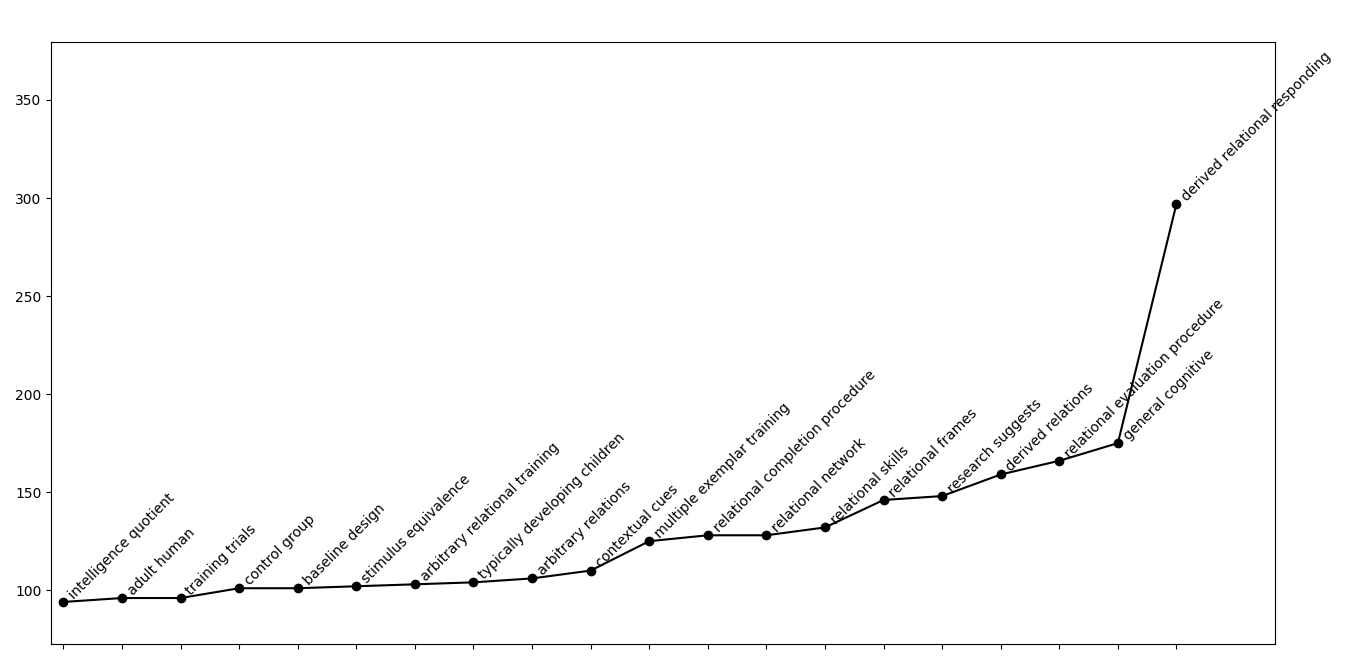 350
300
250
200
150
100
intelligence quotient
adult human
training trials
control group
baseline design
stimulus equivalence
arbitrary relational training
typically developing children
arbitrary relations
contextual cues
multiple exemplar training
relational completion procedure
relational network
relational skills
relational frames
research suggests
derived relations
relational evaluation procedure
general cognitive
derived relational responding